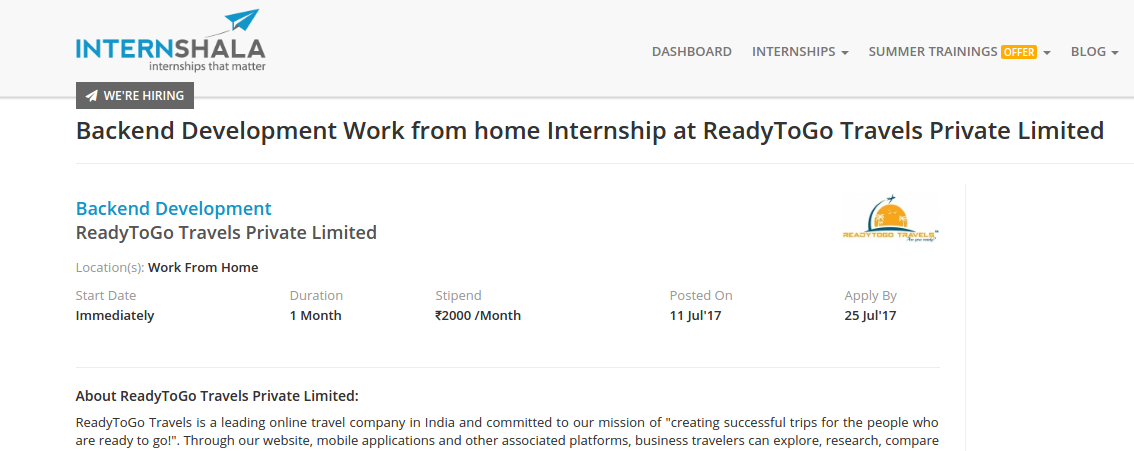 INTERNSHALA
internships that matter
DASHBOARD INTERNSHIPS SUMMER TRAININGS OFFER BLOG
WE'RE HIRING
Backend Development Work from home Internship at ReadyToGo Travels Private Limited
Backend Development
ReadyToGo Travels Private Limited
READYTOGO TRAVELS
Location(s): Work From Home
Start Date Duration Stipend Posted On Apply By
Immediately 1 Month ₹2000 /Month 11 Jul'17 25 Jul'17
About ReadyToGo Travels Private Limited:
ReadyToGo Travels is a leading online travel company in India and committed to our mission of "creating successful trips for the people who
are ready to go!". Through our website, mobile applications and other associated platforms, business travelers can explore, research, compare